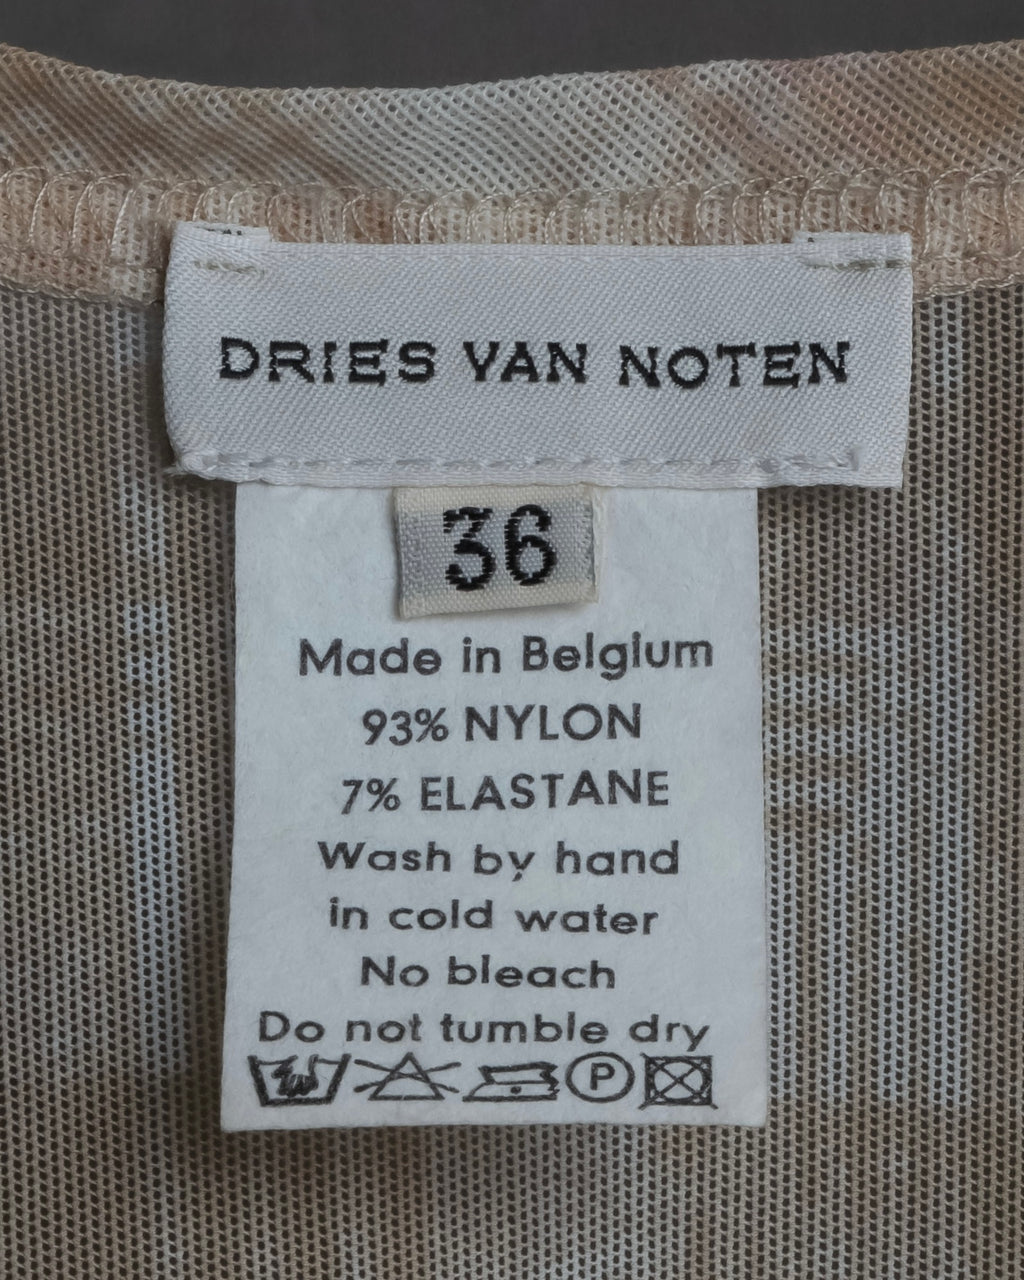 DRIES VAN NOTEN
36
Made in Belgium
93% NYLON
7% ELASTANE
Wash by hand
in cold water
No bleach
Do not tumble dry
P